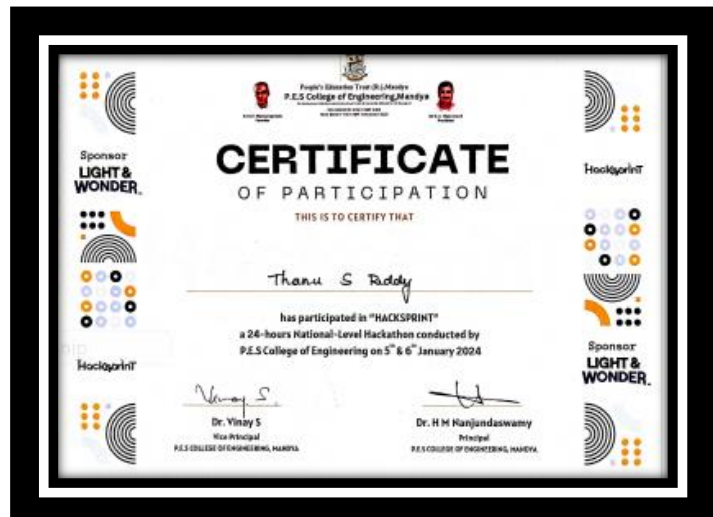 People's Education Trust (R.),Mandya
P.E.S College of Engineering,Mandya
CERTIFICATE
OF PARTICIPATION
THIS IS TO CERTIFY THAT
Thanu S Riddy
has participated in "HACKSPRINT"
a 24-hours National-Level Hackathon conducted by
P.E.S College of Engineering on 5th & 6th January 2024
Vinay S.
Dr. Vinay S
Vice Principal
P.E.S COLLEGE OF ENGINEERING, MANDYA
Dr. H M Nanjundaswamy
Principal
P.E.S COLLEGE OF ENGINEERING, MANDYA
Sponsor
LIGHT &
WONDER
HackSprinT
HackSprinT
Sponsor
LIGHT &
WONDER